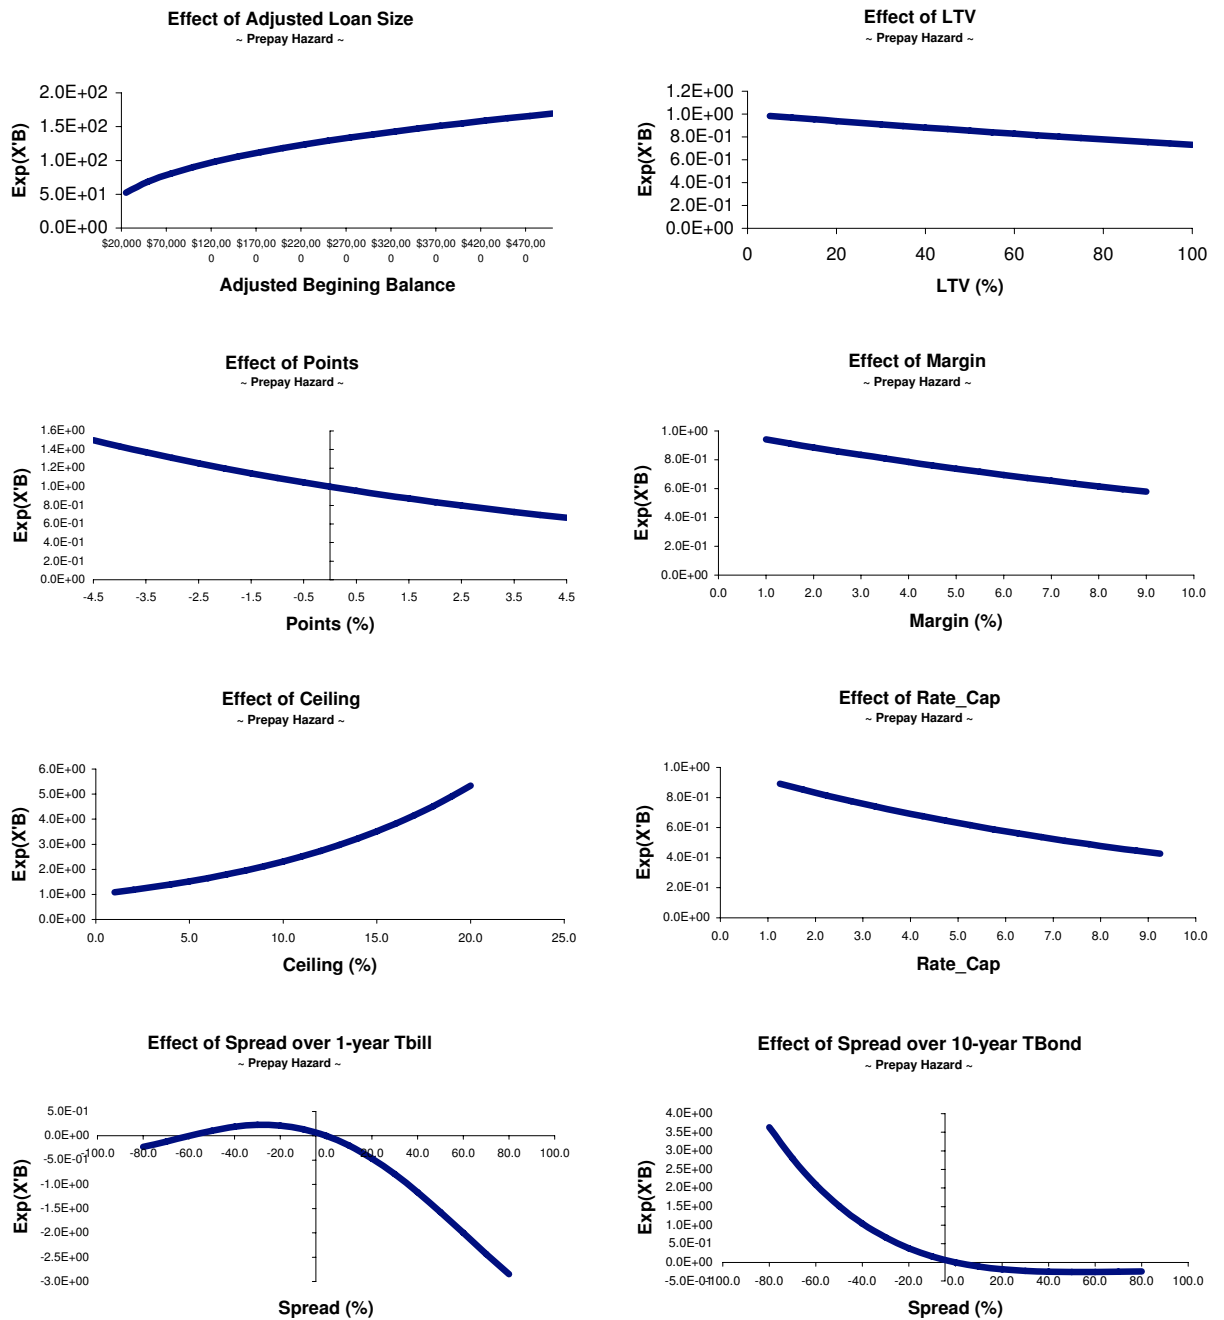 Effect of Adjusted Loan Size
~ Prepay Hazard ~
Exp(X'B)
2.0E+02
1.5E+02
1.0E+02
5.0E+01
0.0E+00
$20,000 $70,000 $120,00 $170,00 $220,00 $270,00 $320,00 $370,00 $420,00 $470,00
0 0 0 0 0 0 0 0
Adjusted Begining Balance
Effect of LTV
~ Prepay Hazard ~
Exp(X'B)
1.2E+00
1.0E+00
8.0E-01
6.0E-01
4.0E-01
2.0E-01
0.0E+00
0 20 40 60 80 100
LTV (%)
Effect of Points
~ Prepay Hazard ~
Exp(X'B)
1.6E+00
1.4E+00
1.2E+00
1.0E+00
8.0E-01
6.0E-01
4.0E-01
2.0E-01
0.0E+00
-4.5 -3.5 -2.5 -1.5 -0.5 0.5 1.5 2.5 3.5 4.5
Points (%)
Effect of Margin
~ Prepay Hazard ~
Exp(X'B)
1.0E+00
8.0E-01
6.0E-01
4.0E-01
2.0E-01
0.0E+00
0.0 1.0 2.0 3.0 4.0 5.0 6.0 7.0 8.0 9.0 10.0
Margin (%)
Effect of Ceiling
~ Prepay Hazard ~
Exp(X'B)
6.0E+00
5.0E+00
4.0E+00
3.0E+00
2.0E+00
1.0E+00
0.0E+00
0.0 5.0 10.0 15.0 20.0 25.0
Ceiling (%)
Effect of Rate_Cap
~ Prepay Hazard ~
Exp(X'B)
1.0E+00
8.0E-01
6.0E-01
4.0E-01
2.0E-01
0.0E+00
0.0 1.0 2.0 3.0 4.0 5.0 6.0 7.0 8.0 9.0 10.0
Rate_Cap
Effect of Spread over 1-year Tbill
~ Prepay Hazard ~
Exp(X'B)
5.0E-01
0.0E+00
-5.0E-01
-1.0E+00
-1.5E+00
-2.0E+00
-2.5E+00
-3.0E+00
-100.0 -80.0 -60.0 -40.0 -20.0 0.0 20.0 40.0 60.0 80.0 100.0
Spread (%)
Effect of Spread over 10-year TBond
~ Prepay Hazard ~
Exp(X'B)
4.0E+00
3.5E+00
3.0E+00
2.5E+00
2.0E+00
1.5E+00
1.0E+00
5.0E-01
0.0E+00
-5.0E-01
-100.0 -80.0 -60.0 -40.0 -20.0 0.0 20.0 40.0 60.0 80.0 100.0
Spread (%)